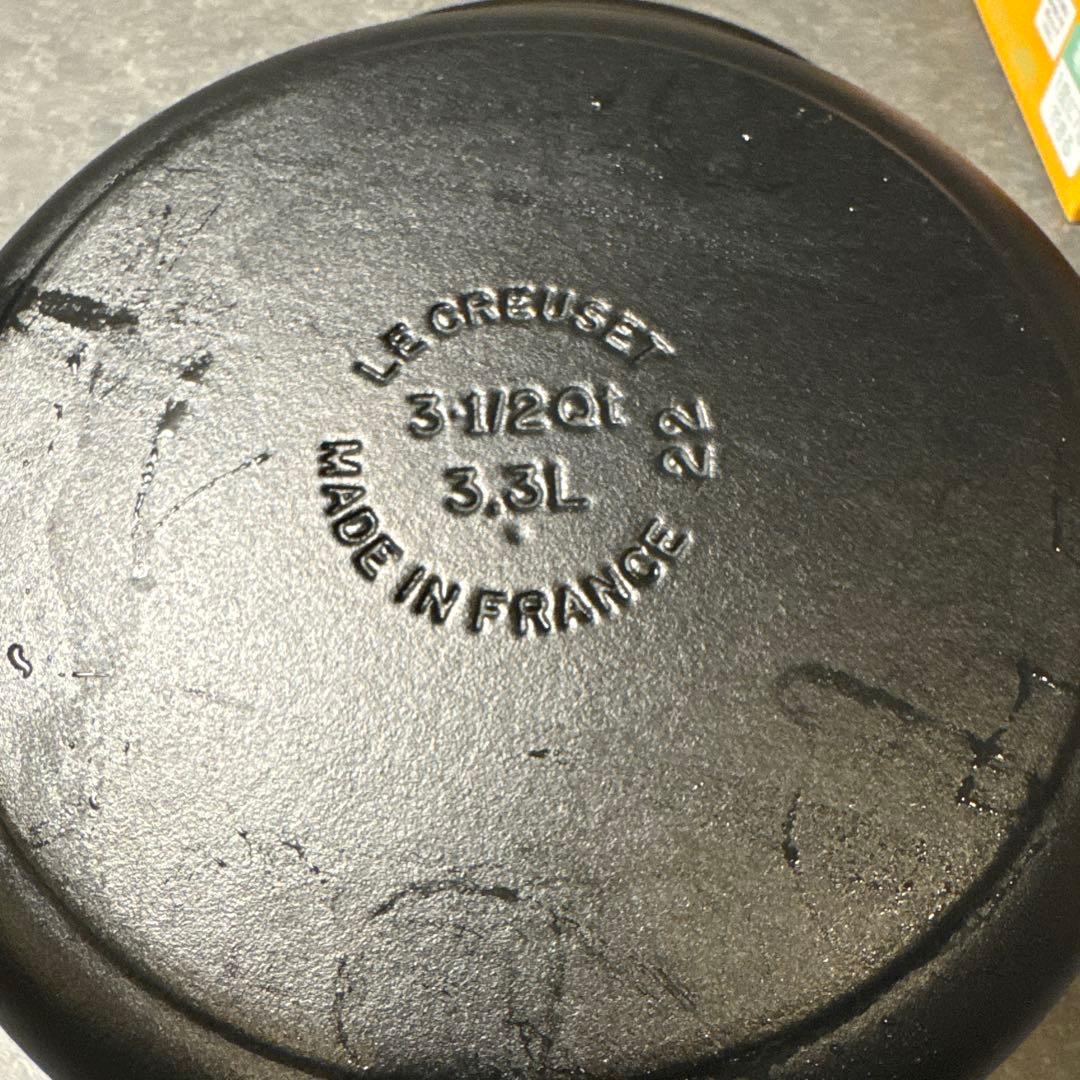 LE CREUSET
3·1/2Qt
22
3.3L
MADE IN FRANCE